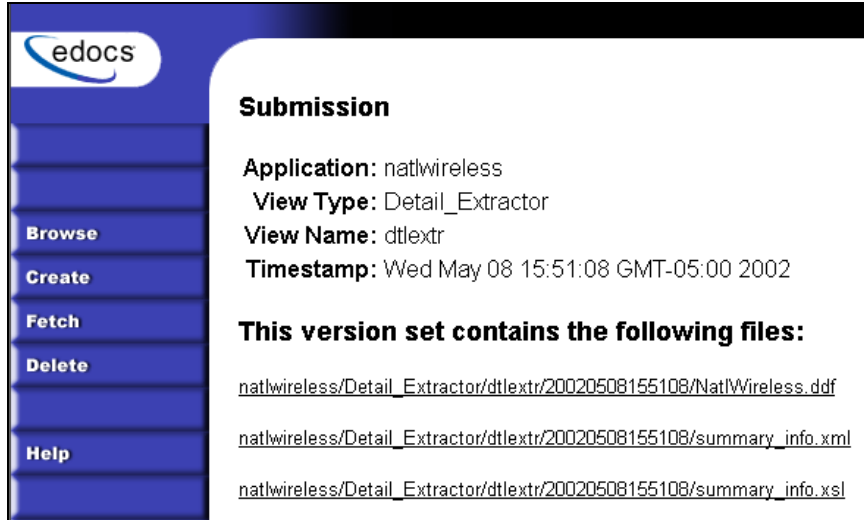 edocs
Submission
Application: natlwireless
View Type: Detail_Extractor
View Name: dtlextr
Timestamp: Wed May 08 15:51:08 GMT-05:00 2002
This version set contains the following files:
natlwireless/Detail_Extractor/dtlextr/20020508155108/NatlWireless.ddf
natlwireless/Detail_Extractor/dtlextr/20020508155108/summary_info.xml
natlwireless/Detail_Extractor/dtlextr/20020508155108/summary_info.xsl
Browse
Create
Fetch
Delete
Help